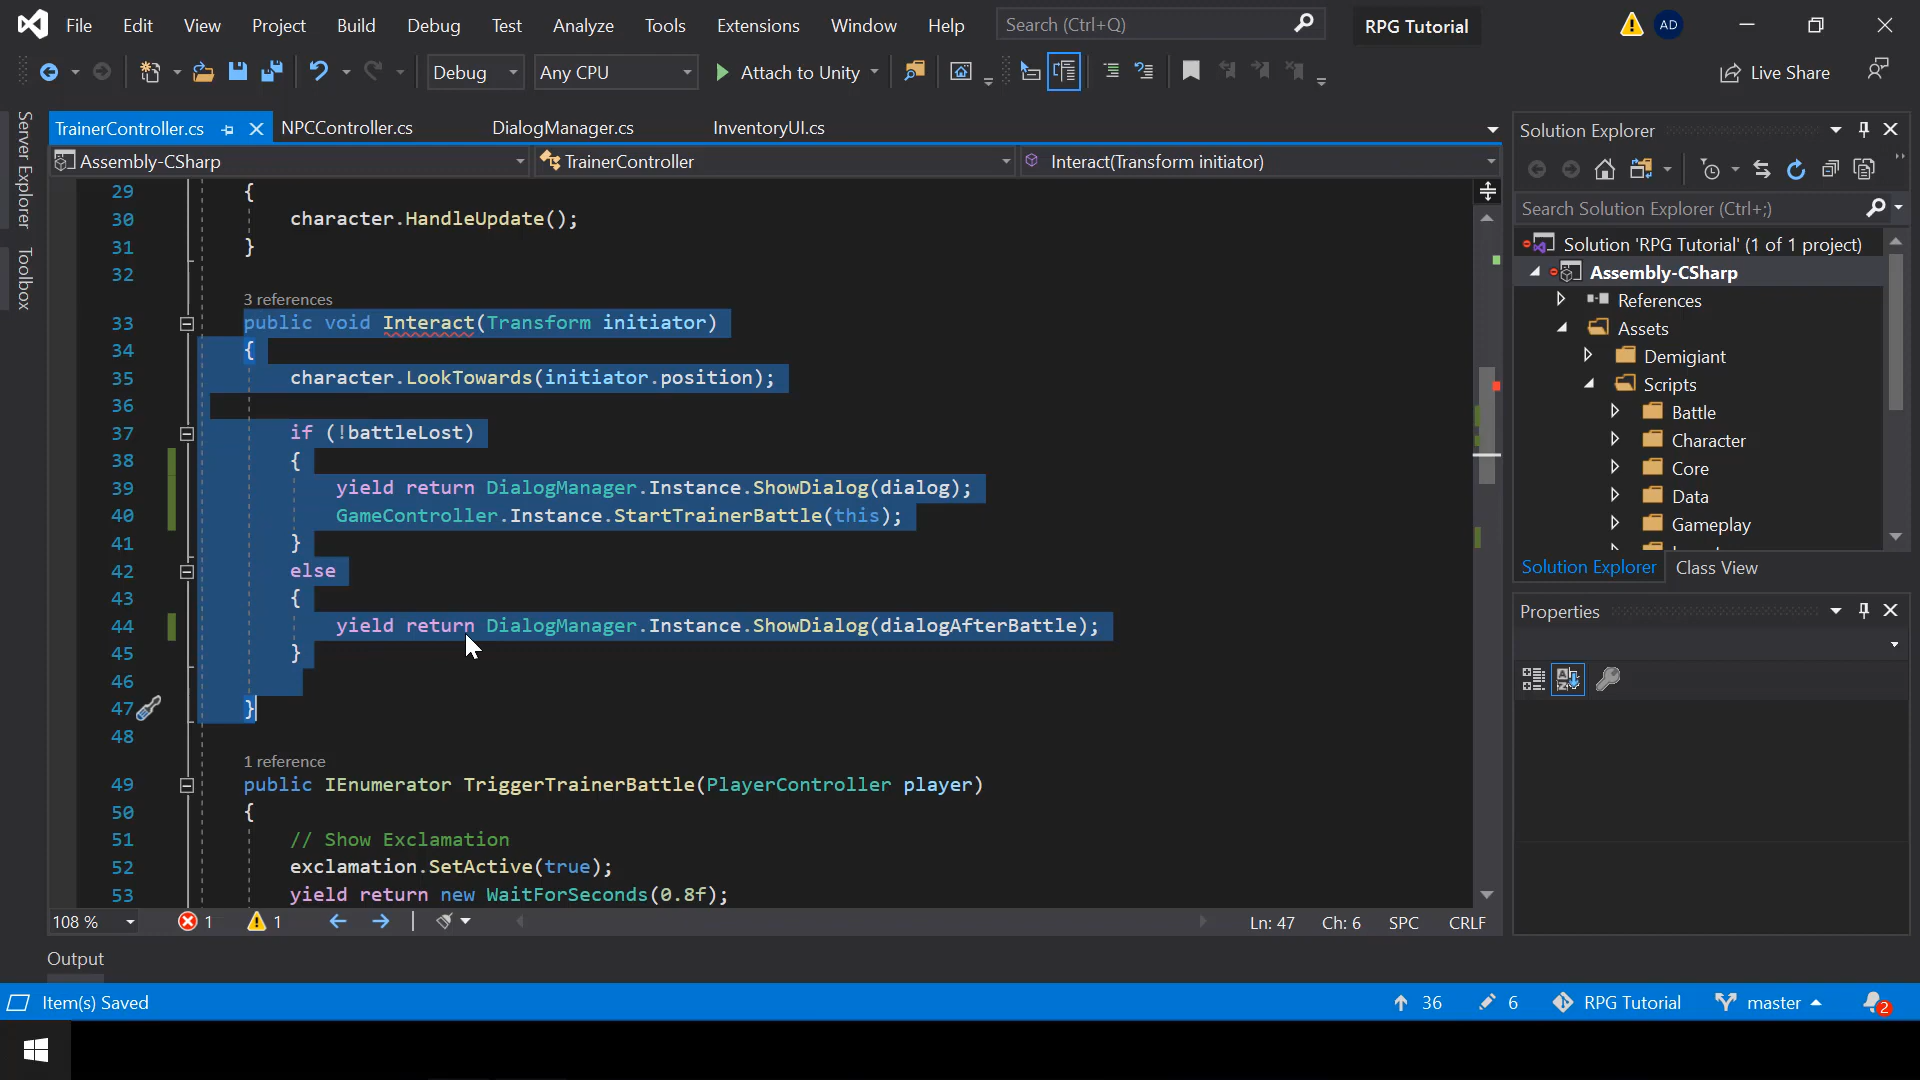 File Edit View Project Build Debug Test Analyze Tools Extensions Window Help Search (Ctrl+Q) RPG Tutorial AD
Debug Any CPU Attach to Unity Live Share
Server Explorer
Toolbox
TrainerController.cs NPCController.cs DialogManager.cs InventoryUI.cs
Assembly-CSharp TrainerController Interact(Transform initiator)
29 {
30 character.HandleUpdate();
31 }
32
3 references
33 public void Interact(Transform initiator)
34 {
35 character.LookTowards(initiator.position);
36
37 if (!battleLost)
38 {
39 yield return DialogManager.Instance.ShowDialog(dialog);
40 GameController.Instance.StartTrainerBattle(this);
41 }
42 else
43 {
44 yield return DialogManager.Instance.ShowDialog(dialogAfterBattle);
45 }
46
47 }
48
1 reference
49 public IEnumerator TriggerTrainerBattle(PlayerController player)
50 {
51 // Show Exclamation
52 exclamation.SetActive(true);
53 yield return new WaitForSeconds(0.8f);
108 % 1 1 Ln: 47 Ch: 6 SPC CRLF
Solution Explorer
Search Solution Explorer (Ctrl+;)
Solution 'RPG Tutorial' (1 of 1 project)
Assembly-CSharp
References
Assets
Demigiant
Scripts
Battle
Character
Core
Data
Gameplay
Solution Explorer Class View
Properties
Output
Item(s) Saved 36 6 RPG Tutorial master 2